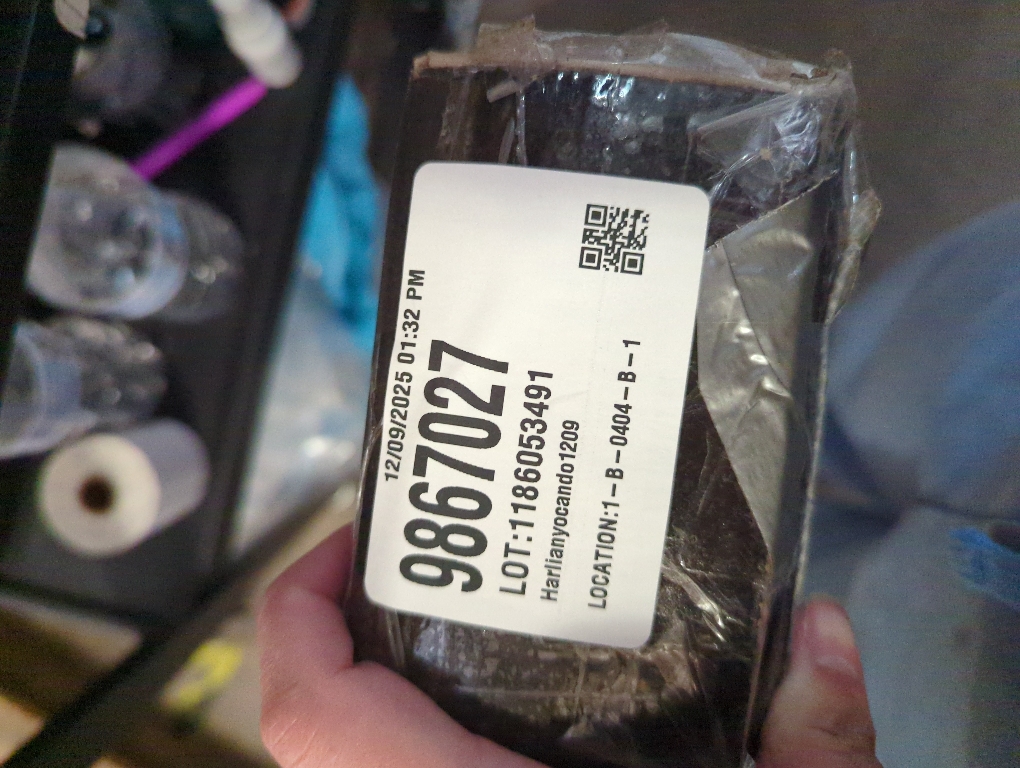 12/09/2025 01:32 PM
9867027
LOT:1186053491
Harlianyocando1209
LOCATION:1-B-0404-B-1